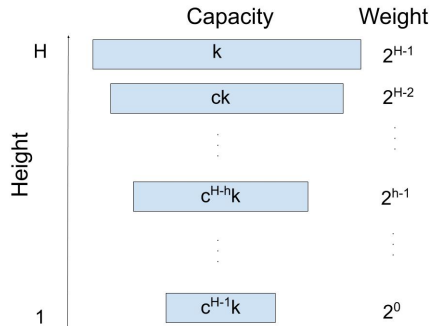 Capacity Weight
H k 2^{H-1}
ck 2^{H-2}
Height
c^{H-h}k 2^{h-1}
1 c^{H-1}k 2^0